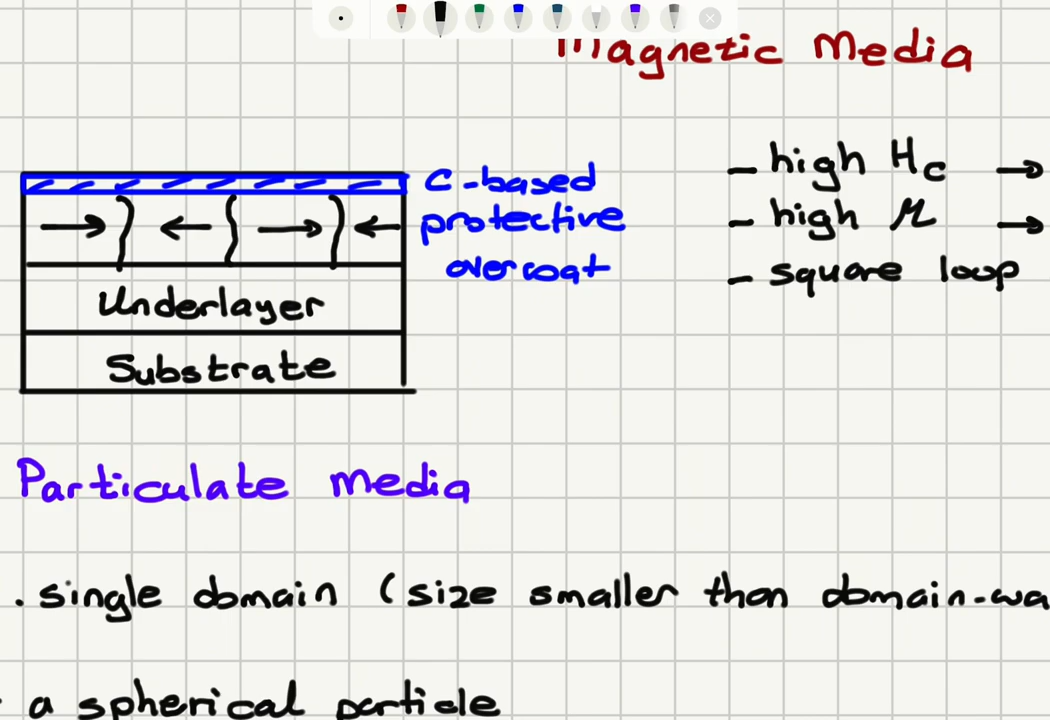 Magnetic Media
C-based
protective
overcoat
Underlayer
Substrate
- high Hc →
- high μ →
- square loop
Particulate media
. single domain (size smaller than domain-wa
a spherical particle